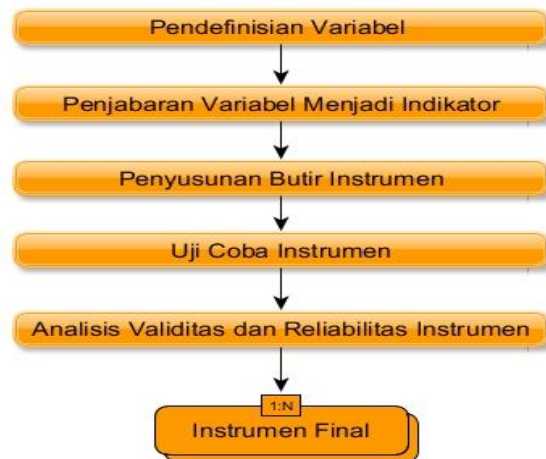 Pendefinisian Variabel
Penjabaran Variabel Menjadi Indikator
Penyusunan Butir Instrumen
Uji Coba Instrumen
Analisis Validitas dan Reliabilitas Instrumen
1:N
Instrumen Final